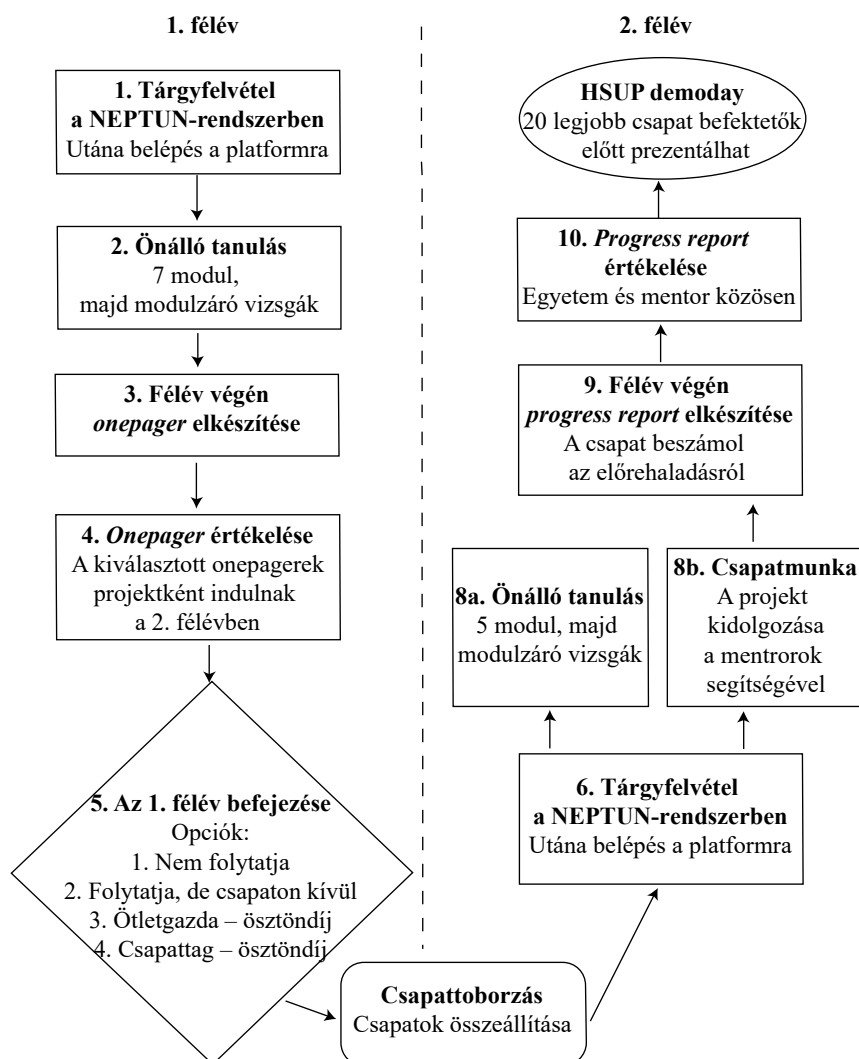 1. félév
1. Tárgyfelvétel
a NEPTUN-rendszerben
Utána belépés a platformra
2. Önálló tanulás
7 modul,
majd modulzáró vizsgák
3. Félév végén
onepager elkészítése
4. Onepager értékelése
A kiválasztott onepagerek
projektként indulnak
a 2. félévben
5. Az 1. félév befejezése
Opciók:
1. Nem folytatja
2. Folytatja, de csapaton kívül
3. Ötletgazda – ösztöndíj
4. Csapattag – ösztöndíj
Csapattoborzás
Csapatok összeállítása
2. félév
HSUP demoday
20 legjobb csapat befektetők
előtt prezentálhat
10. Progress report
értékelése
Egyetem és mentor közösen
9. Félév végén
progress report elkészítése
A csapat beszámol
az előrehaladásról
8a. Önálló tanulás
5 modul, majd
modulzáró vizsgák
8b. Csapatmunka
A projekt
kidolgozása
a mentrorok
segítségével
6. Tárgyfelvétel
a NEPTUN-rendszerben
Utána belépés a platformra